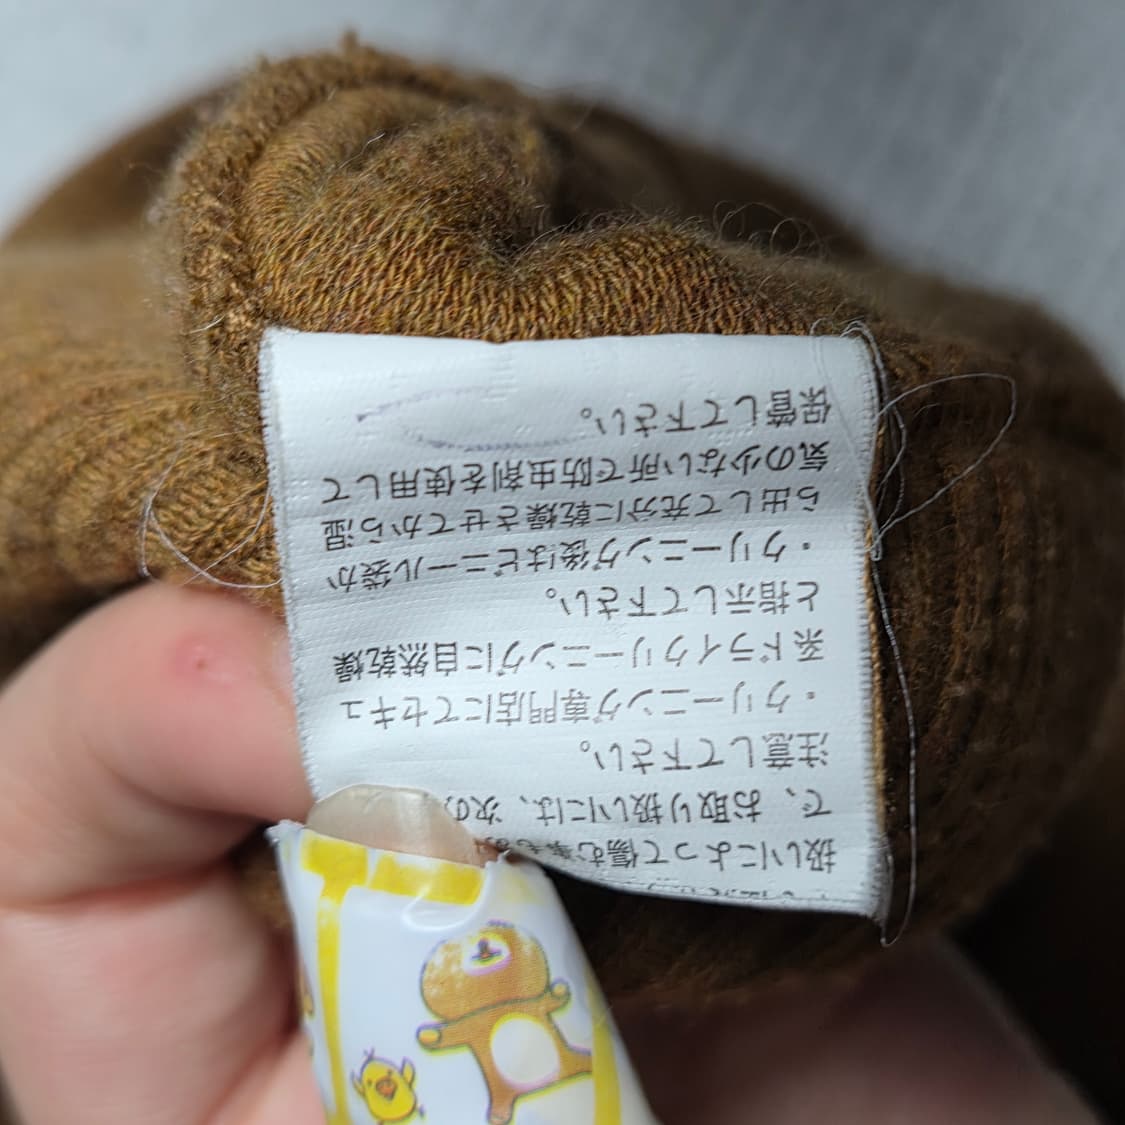 扱いによって傷む事も
で、お取り扱いには、次の
注意して下さい。
・クリーニング専門店にてセキュ
系ドライクリーニングに自然乾燥
と指示して下さい。
・クリーニング後はビニール袋か
ら出して充分に乾燥させてから湿
気の少ない所で防虫剤を使用して
保管して下さい。